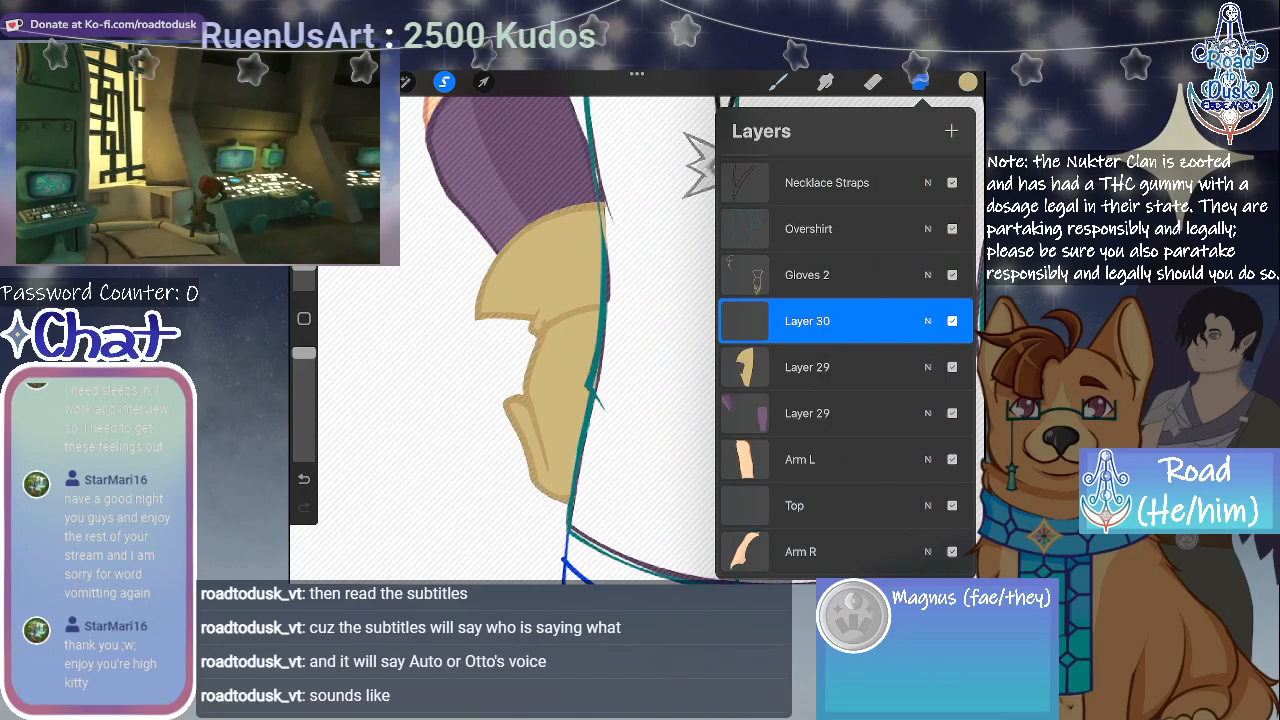 Donate at Ko-fi.com/roadtodusk
RuenUsArt : 2500 Kudos
Road
to
Dusk
Layers
Necklace Straps N
Overshirt N
Gloves 2 N
Layer 30 N
Layer 29 N
Layer 29 N
Arm L N
Top N
Arm R N
Note: the Nukter Clan is zooted
and has had a THC gummy with a
dosage legal in their state. They are
partaking responsibly and legally;
please be sure you also paratake
responsibly and legally should you do so.
Password Counter: 0
Chat
I need sleeps n i
work and interview
so. I need to get
these feelings out
StarMari16
have a good night
you guys and enjoy
the rest of your
stream and I am
sorry for word
vomitting again
StarMari16
thank you ;w;
enjoy you're high
kitty
roadtodusk_vt: then read the subtitles
roadtodusk_vt: cuz the subtitles will say who is saying what
roadtodusk_vt: and it will say Auto or Otto's voice
roadtodusk_vt: sounds like
Road
(He/him)
Magnus (fae/they)